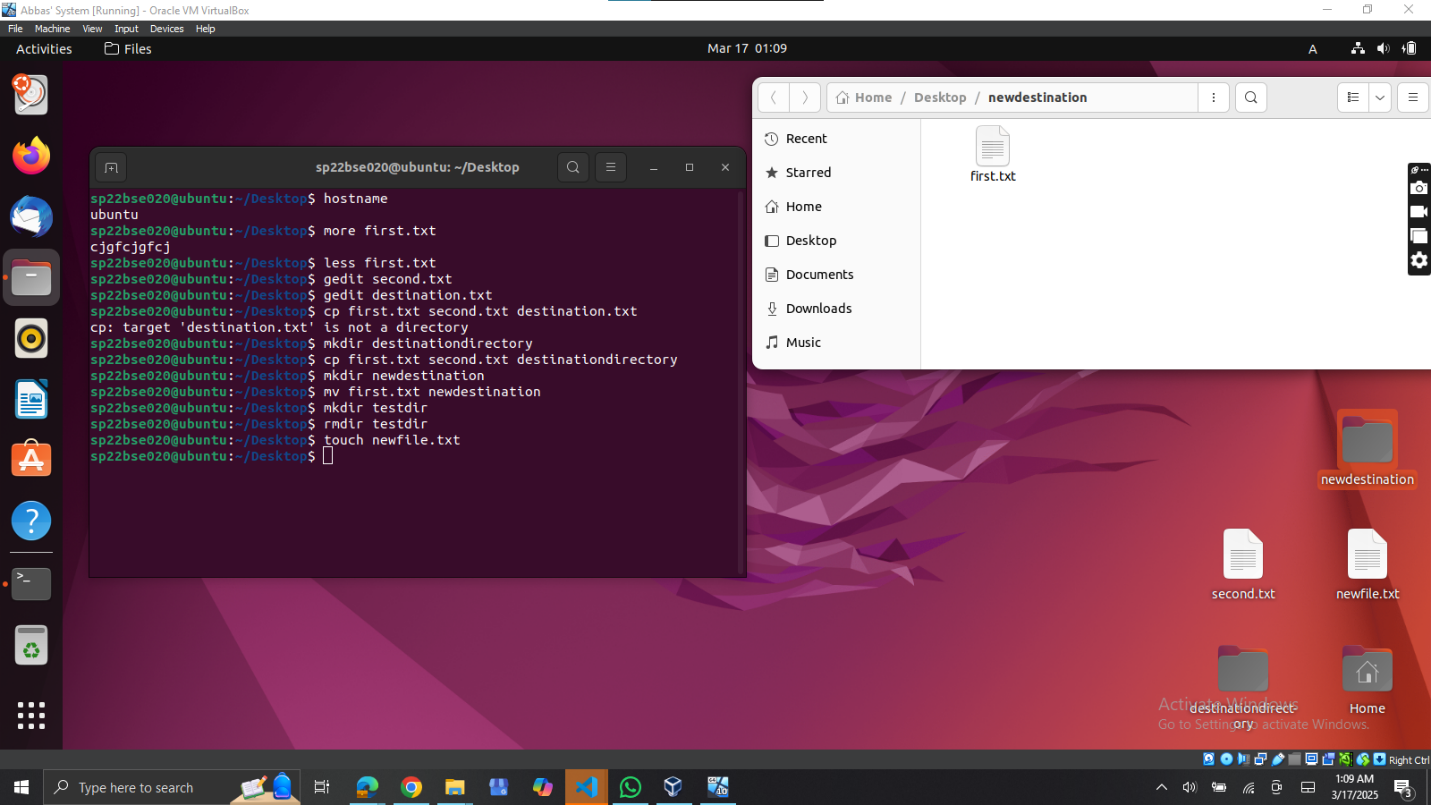 Abbas' System [Running] - Oracle VM VirtualBox
File Machine View Input Devices Help
Activities Files Mar 17 01:09 A
Home / Desktop / newdestination
Recent
Starred
Home
Desktop
Documents
Downloads
Music
first.txt
sp22bse020@ubuntu: ~/Desktop
sp22bse020@ubuntu:~/Desktop$ hostname
ubuntu
sp22bse020@ubuntu:~/Desktop$ more first.txt
cjgfcjgfcj
sp22bse020@ubuntu:~/Desktop$ less first.txt
sp22bse020@ubuntu:~/Desktop$ gedit second.txt
sp22bse020@ubuntu:~/Desktop$ gedit destination.txt
sp22bse020@ubuntu:~/Desktop$ cp first.txt second.txt destination.txt
cp: target 'destination.txt' is not a directory
sp22bse020@ubuntu:~/Desktop$ mkdir destinationdirectory
sp22bse020@ubuntu:~/Desktop$ cp first.txt second.txt destinationdirectory
sp22bse020@ubuntu:~/Desktop$ mkdir newdestination
sp22bse020@ubuntu:~/Desktop$ mv first.txt newdestination
sp22bse020@ubuntu:~/Desktop$ mkdir testdir
sp22bse020@ubuntu:~/Desktop$ rmdir testdir
sp22bse020@ubuntu:~/Desktop$ touch newfile.txt
sp22bse020@ubuntu:~/Desktop$
newdestination
second.txt
newfile.txt
destinationdirect-
ory
Home
Activate Windows
Go to Settings to activate Windows.
Right Ctrl
Type here to search
1:09 AM
3/17/2025
3